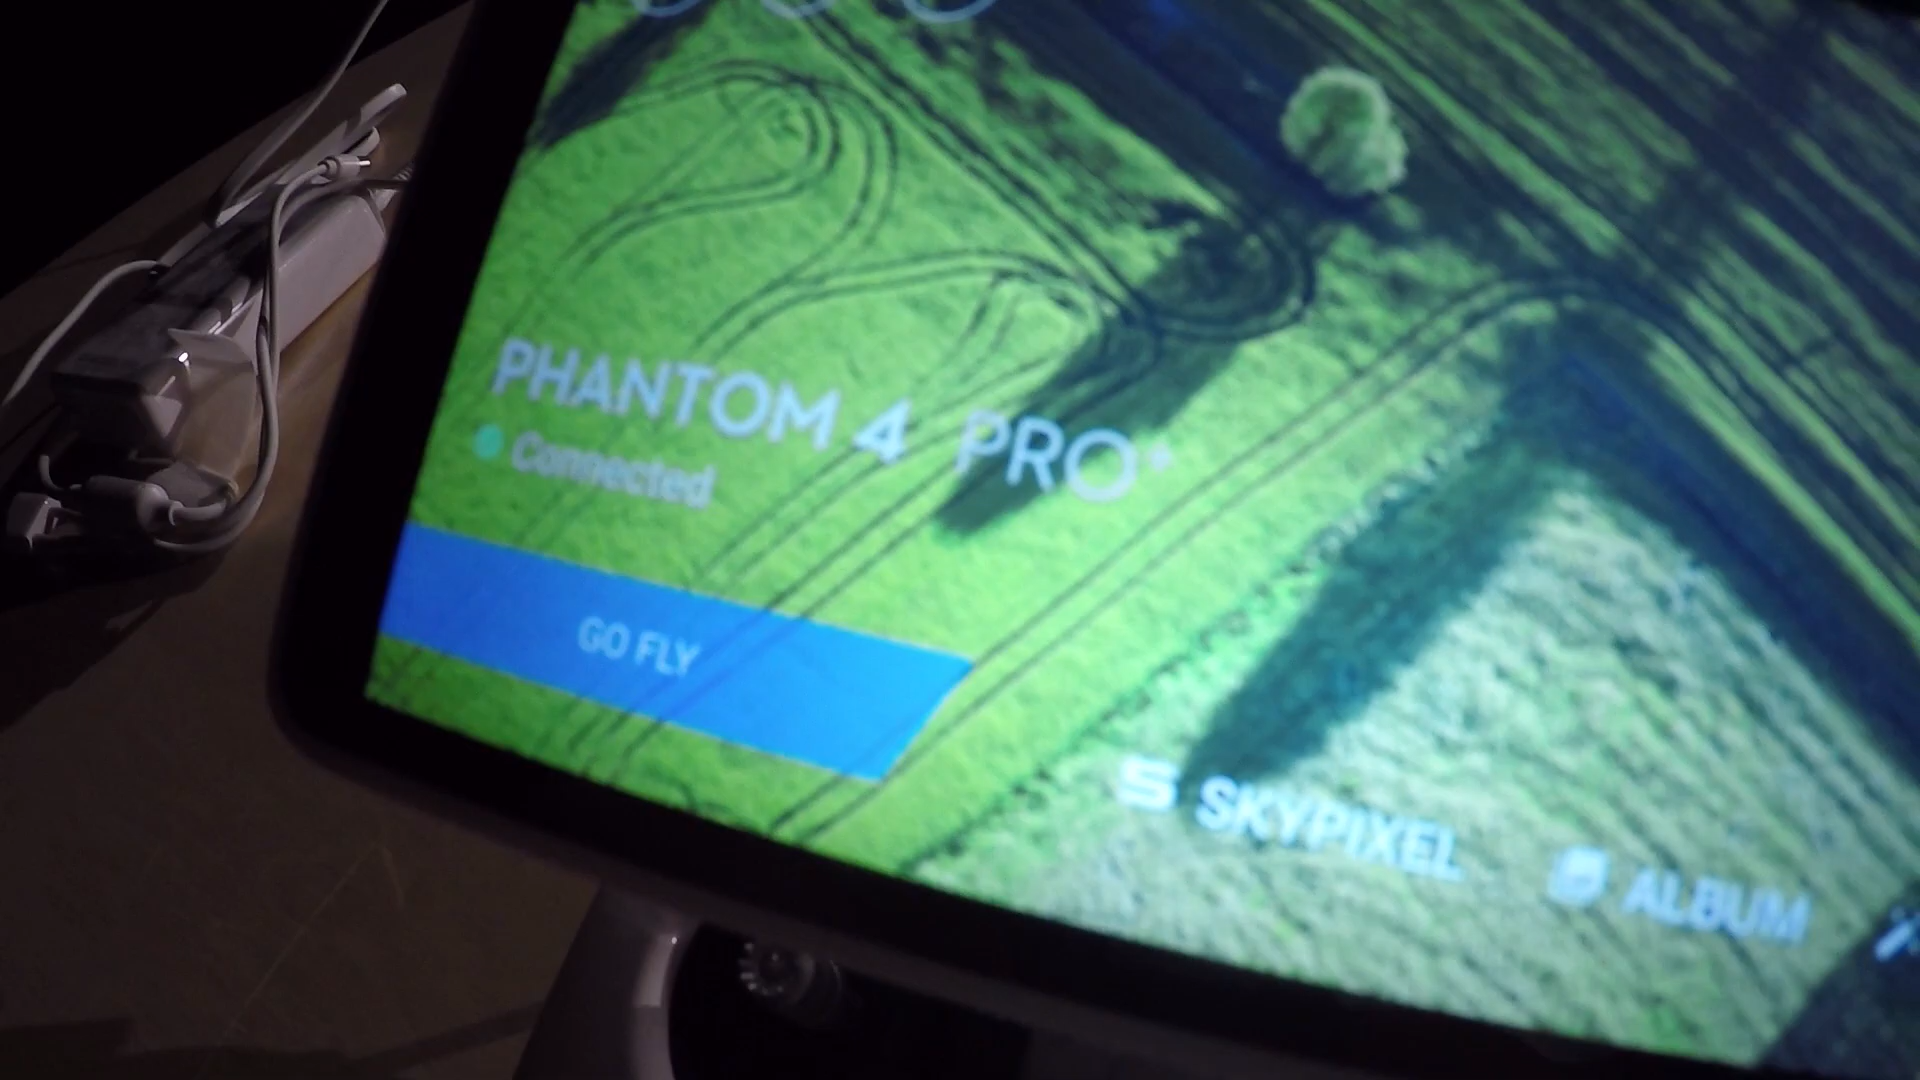 PHANTOM 4 PRO+
Connected
GO FLY
SKYPIXEL
ALBUM